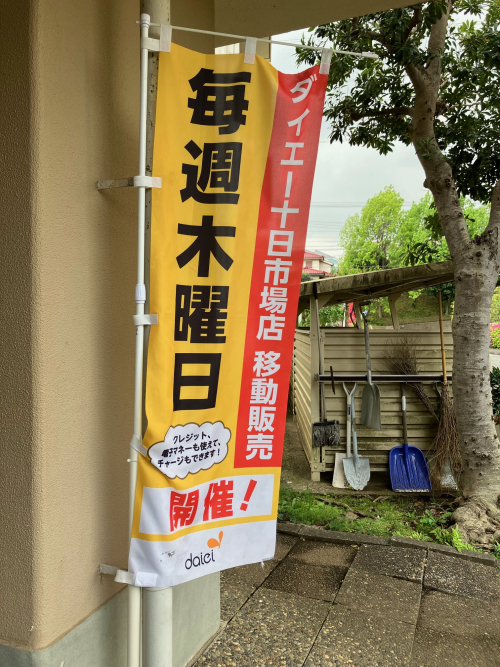 ダイエー十日市場店 移動販売
毎週木曜日
クレジット、
電子マネーも使えて、
チャージもできます！
開催！
daiei